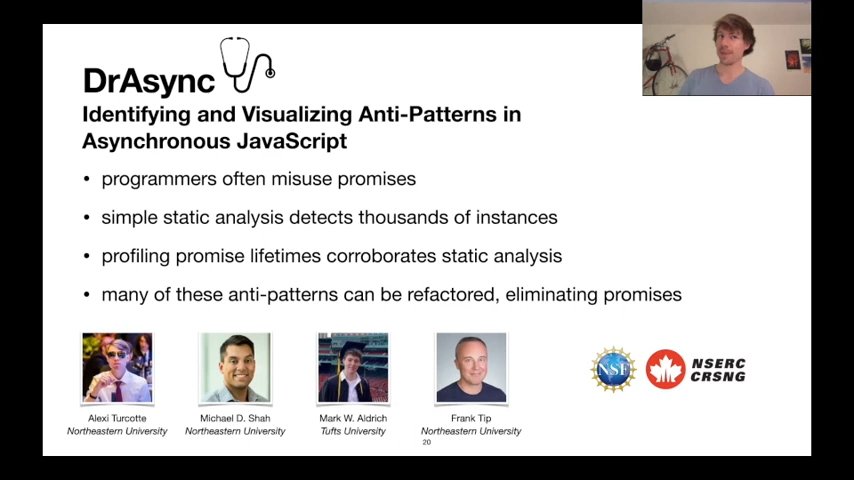 DrAsync
Identifying and Visualizing Anti-Patterns in
Asynchronous JavaScript
• programmers often misuse promises
• simple static analysis detects thousands of instances
• profiling promise lifetimes corroborates static analysis
• many of these anti-patterns can be refactored, eliminating promises
Alexi Turcotte
Northeastern University
Michael D. Shah
Northeastern University
Mark W. Aldrich
Tufts University
Frank Tip
Northeastern University
NSF
NSERC
CRSNG
20